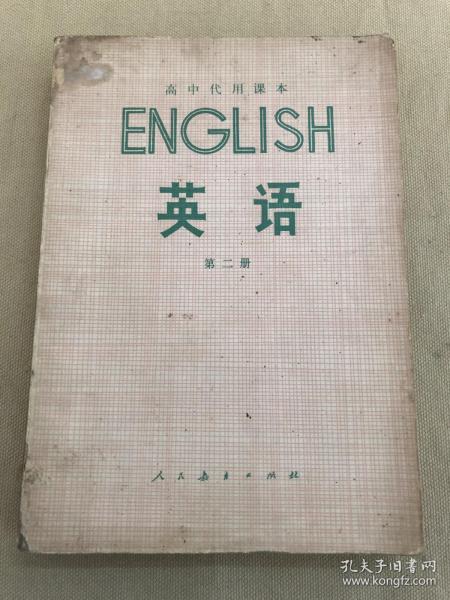 高中代用课本
ENGLISH
英语
第二册
人民教育出版社
孔夫子旧书网
www.kongfz.com